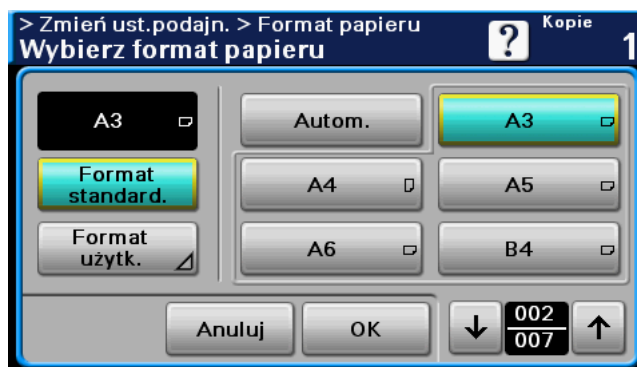 > Zmień ust.podajn. > Format papieru
Wybierz format papieru
?
Kopie
1
A3
Format
standard.
Format
użytk.
Autom.
A3
A4
A5
A6
B4
Anuluj
OK
↓
002
007
↑